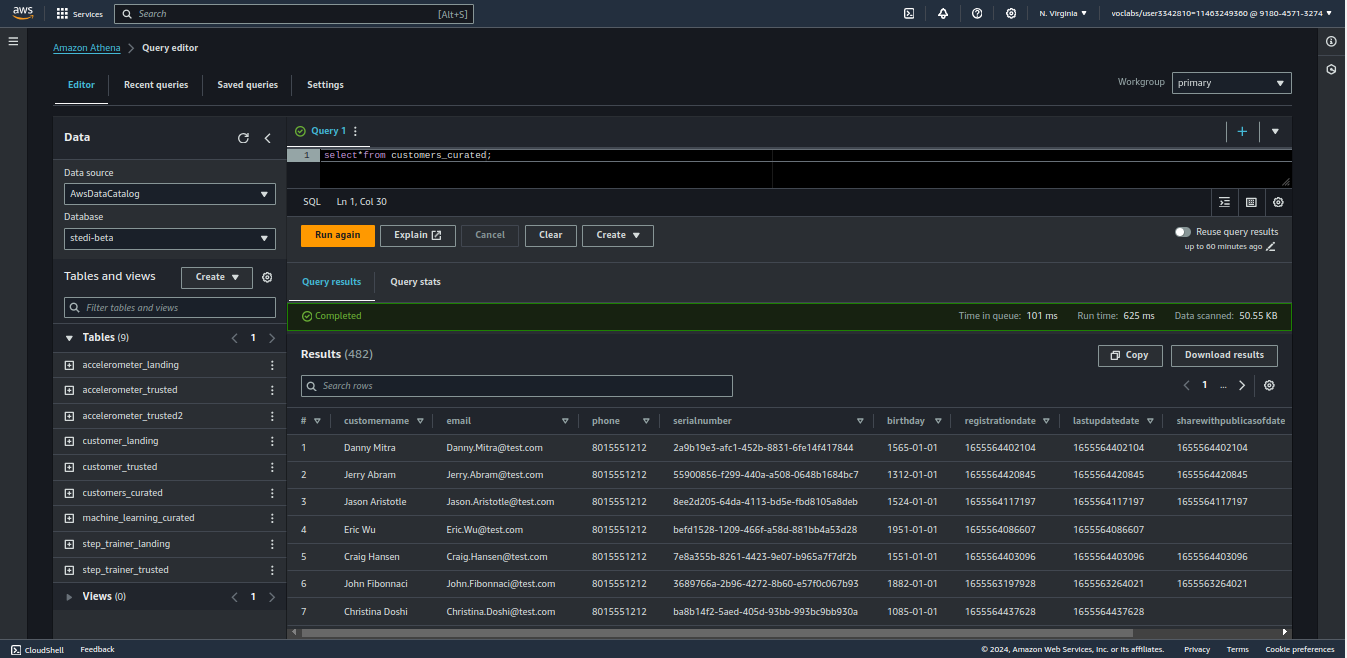 aws Services Search [Alt+S] N. Virginia voclabs/user3342810=11463249360 @ 9180-4571-3274
Amazon Athena Query editor
Editor Recent queries Saved queries Settings Workgroup primary
Data
Data source
AwsDataCatalog
Database
stedi-beta
Tables and views Create
Filter tables and views
Tables (9) 1
accelerometer_landing
accelerometer_trusted
accelerometer_trusted2
customer_landing
customer_trusted
customers_curated
machine_learning_curated
step_trainer_landing
step_trainer_trusted
Views (0) 1
Query 1
1 select*from customers_curated;
SQL Ln 1, Col 30
Run again Explain Cancel Clear Create Reuse query results
up to 60 minutes ago
Query results Query stats
Completed Time in queue: 101 ms Run time: 625 ms Data scanned: 50.55 KB
Results (482) Copy Download results
Search rows 1 ...
# customername email phone serialnumber birthday registrationdate lastupdatedate sharewithpublicasofdate
1 Danny Mitra Danny.Mitra@test.com 8015551212 2a9b19e3-afc1-452b-8831-6fe14f417844 1565-01-01 1655564402104 1655564402104 1655564402104
2 Jerry Abram Jerry.Abram@test.com 8015551212 55900856-f299-440a-a508-0648b1684bc7 1312-01-01 1655564420845 1655564420845 1655564420845
3 Jason Aristotle Jason.Aristotle@test.com 8015551212 8ee2d205-64da-4113-bd5e-fbd8105a8deb 1524-01-01 1655564117197 1655564117197 1655564117197
4 Eric Wu Eric.Wu@test.com 8015551212 befd1528-1209-466f-a58d-881bb4a53d28 1951-01-01 1655564086607 1655564086607
5 Craig Hansen Craig.Hansen@test.com 8015551212 7e8a355b-8261-4423-9e07-b965a7f7df2b 1551-01-01 1655564403096 1655564403096 1655564403096
6 John Fibonnaci John.Fibonnaci@test.com 8015551212 3689766a-2b96-4272-8b60-e57f0c067b93 1882-01-01 1655563197928 1655563264021 1655563264021
7 Christina Doshi Christina.Doshi@test.com 8015551212 ba8b14f2-5aed-405d-93bb-993bc9bb930a 1085-01-01 1655564437628 1655564437628
CloudShell Feedback © 2024, Amazon Web Services, Inc. or its affiliates. Privacy Terms Cookie preferences